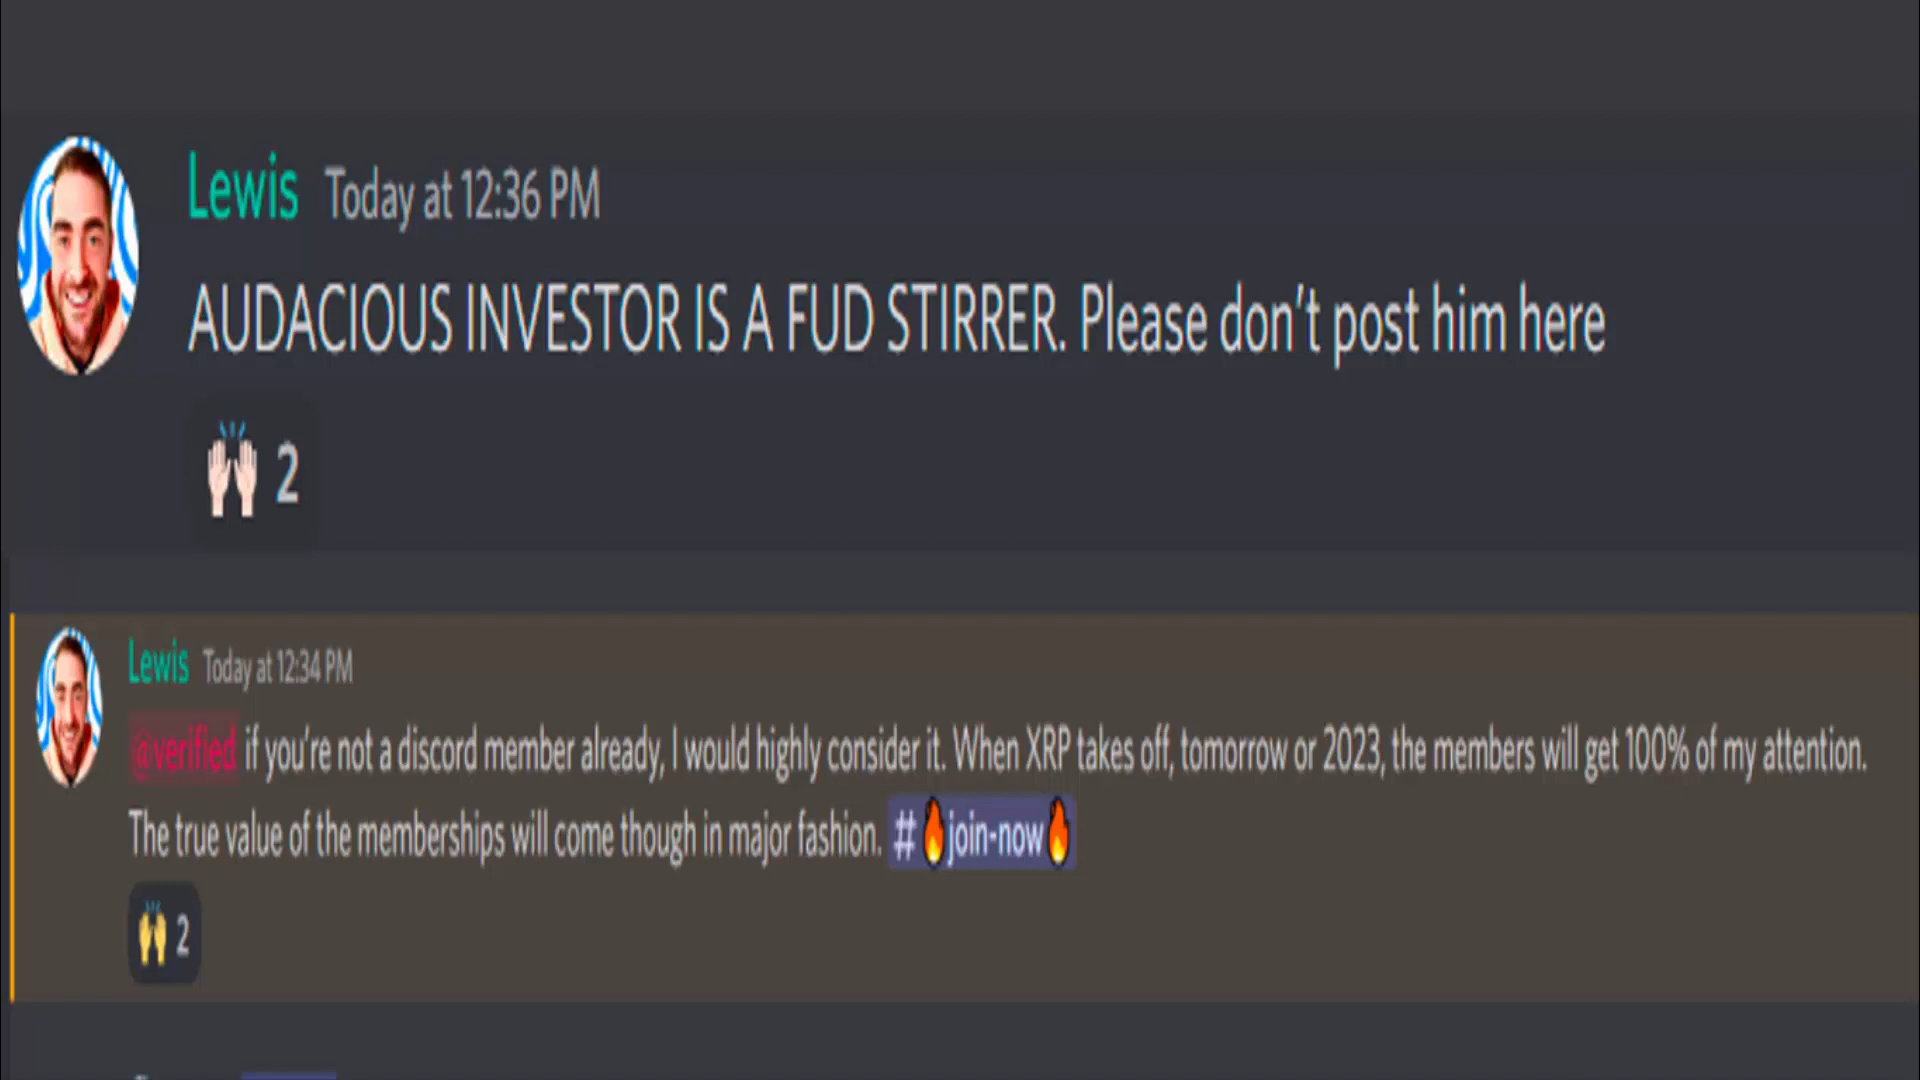 Lewis Today at 12:36 PM
AUDACIOUS INVESTOR IS A FUD STIRRER. Please don't post him here
🙌🏻 2
Lewis Today at 12:34 PM
@verified if you're not a discord member already, I would highly consider it. When XRP takes off, tomorrow or 2023, the members will get 100% of my attention.
The true value of the memberships will come though in major fashion. #🔥join-now🔥
🙌 2